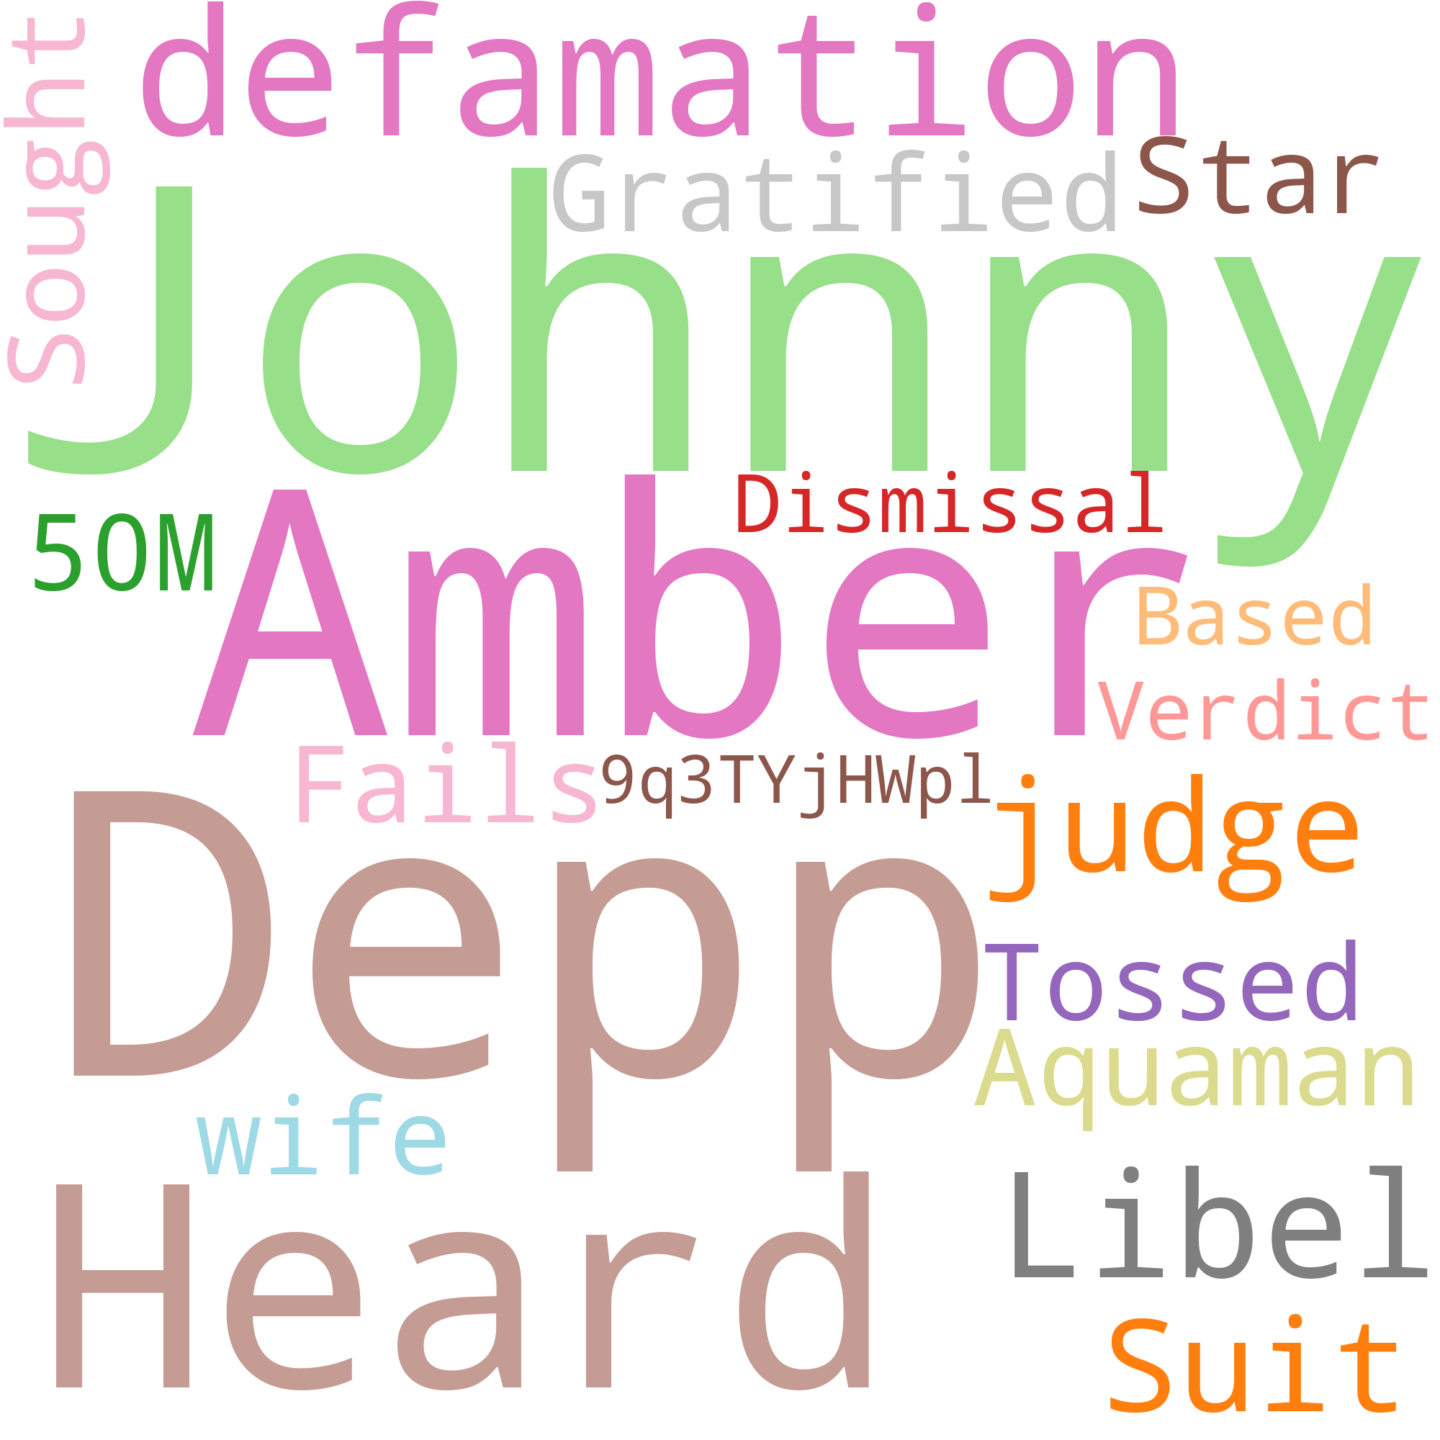 defamation
Sought
Gratified
Star
Johnny
Dismissal
50M
Amber
Based
Verdict
Fails
9q3TYjHWpl
judge
Depp
Tossed
Aquaman
wife
Libel
Heard
Suit